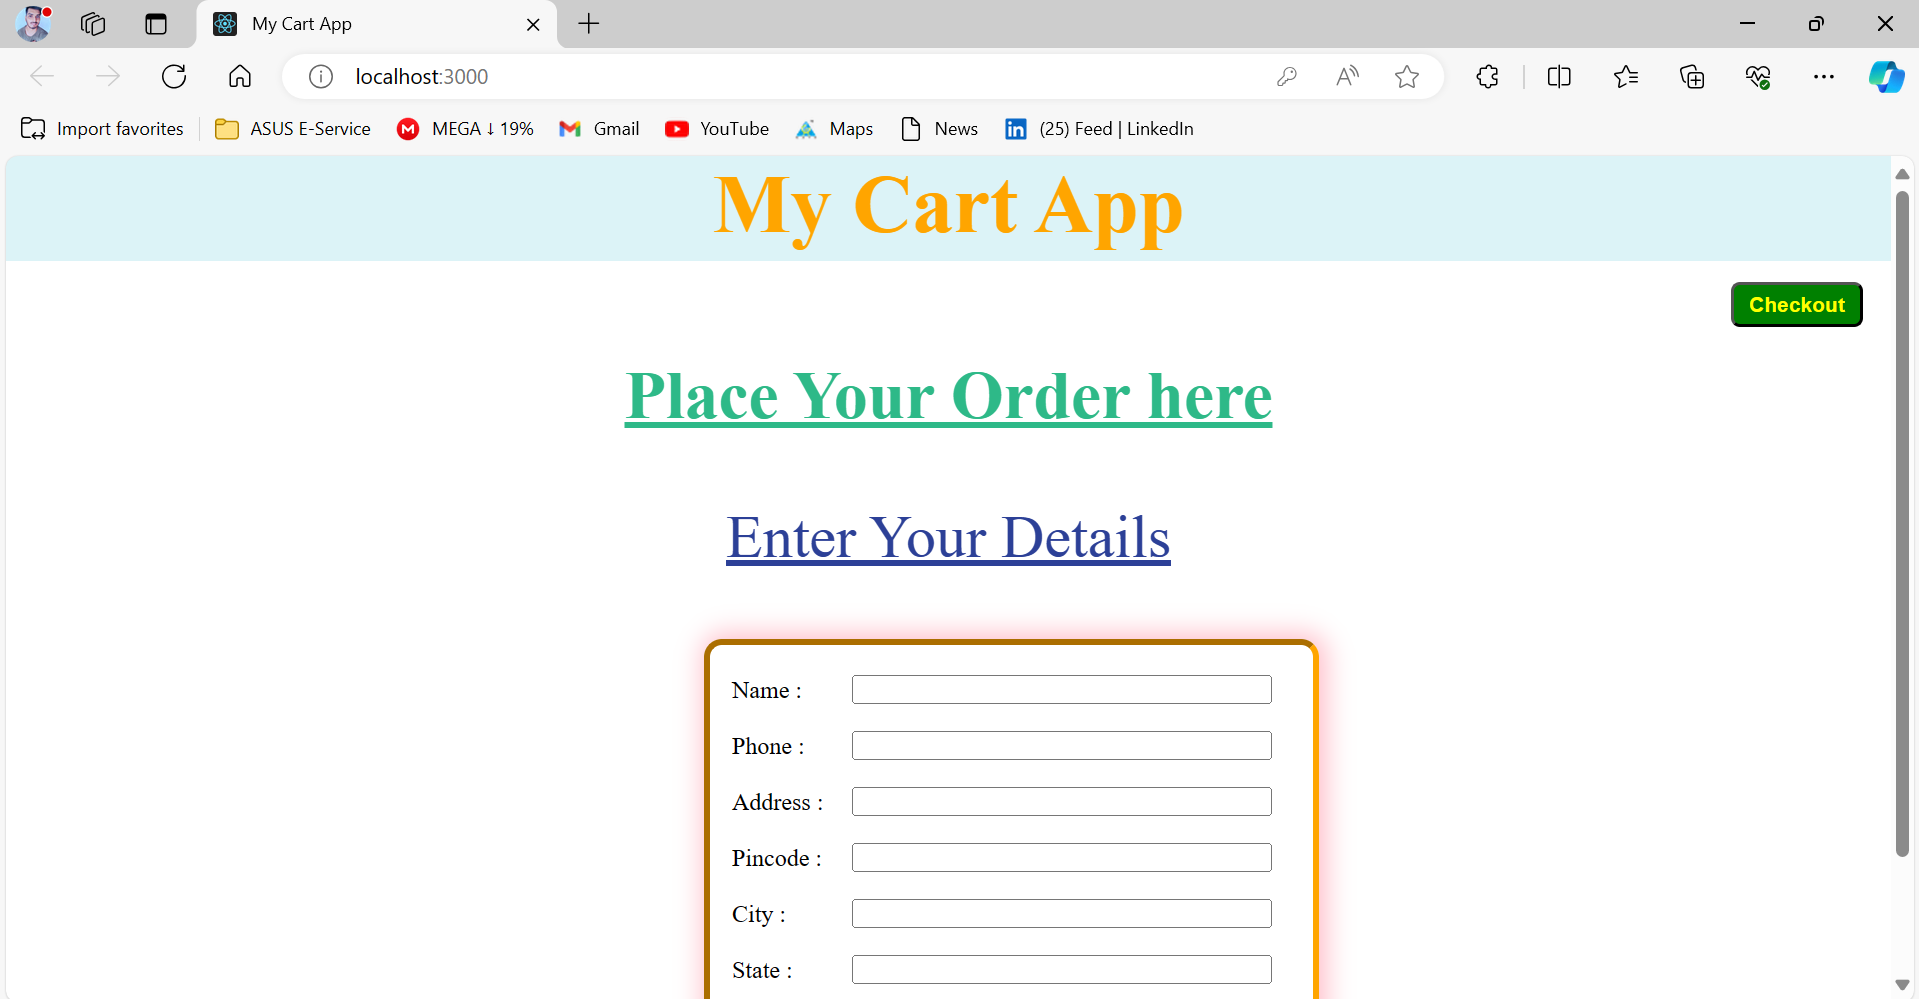 My Cart App
localhost:3000
Import favorites ASUS E-Service MEGA ↓ 19% Gmail YouTube Maps News (25) Feed | LinkedIn
My Cart App
Checkout
Place Your Order here
Enter Your Details
Name :
Phone :
Address :
Pincode :
City :
State :